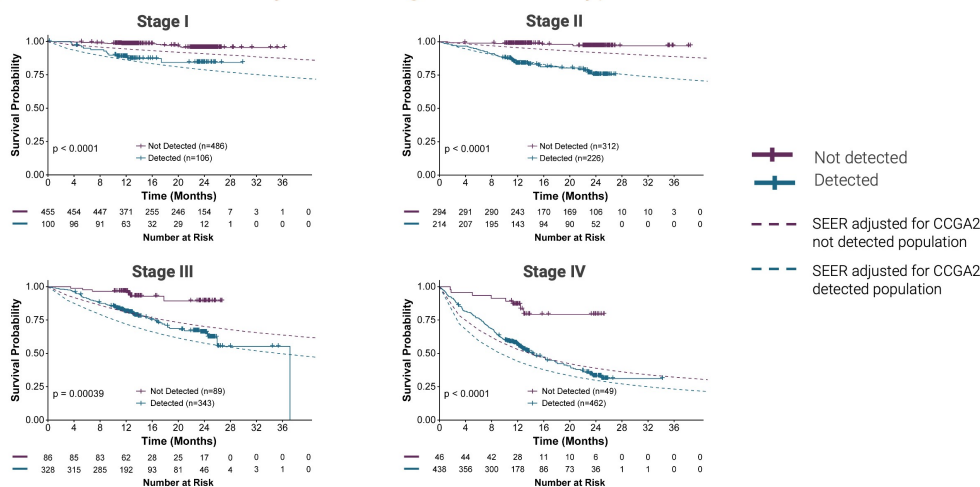 Stage I
Survival Probability
1.00
0.75
0.50
0.25
0.00
p < 0.0001
Not Detected (n=486)
Detected (n=106)
0 4 8 12 16 20 24 28 32 36
Time (Months)
455 454 447 371 255 246 154 7 3 1 0
100 96 91 63 32 29 12 1 0 0 0
Number at Risk
Stage II
Survival Probability
1.00
0.75
0.50
0.25
0.00
p < 0.0001
Not Detected (n=312)
Detected (n=226)
0 4 8 12 16 20 24 28 32 36
Time (Months)
294 291 290 243 170 169 106 10 10 3 0
214 207 195 143 94 90 52 0 0 0 0
Number at Risk
Stage III
Survival Probability
1.00
0.75
0.50
0.25
0.00
p = 0.00039
Not Detected (n=89)
Detected (n=343)
0 4 8 12 16 20 24 28 32 36
Time (Months)
86 85 83 62 28 25 17 0 0 0 0
328 315 285 192 93 81 46 4 3 1 0
Number at Risk
Stage IV
Survival Probability
1.00
0.75
0.50
0.25
0.00
p < 0.0001
Not Detected (n=49)
Detected (n=462)
0 4 8 12 16 20 24 28 32 36
Time (Months)
46 44 42 28 11 10 6 0 0 0 0
438 356 300 178 86 73 36 1 1 0 0
Number at Risk
Not detected
Detected
SEER adjusted for CCGA2
not detected population
SEER adjusted for CCGA2
detected population